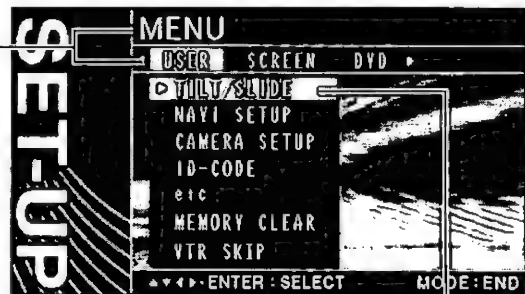 SET-UP
MENU
USER SCREEN DVD ▶
▷ TILT/SLIDE
NAVI SETUP
CAMERA SETUP
ID-CODE
etc
MEMORY CLEAR
VTR SKIP
▲▼◀▶·ENTER:SELECT MODE:END